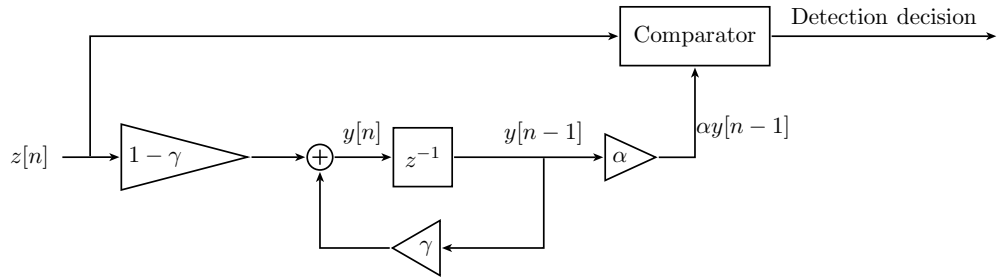 Detection decision
Comparator
αy[n − 1]
y[n]
y[n − 1]
z[n]
1 − γ
+
z⁻¹
α
γ